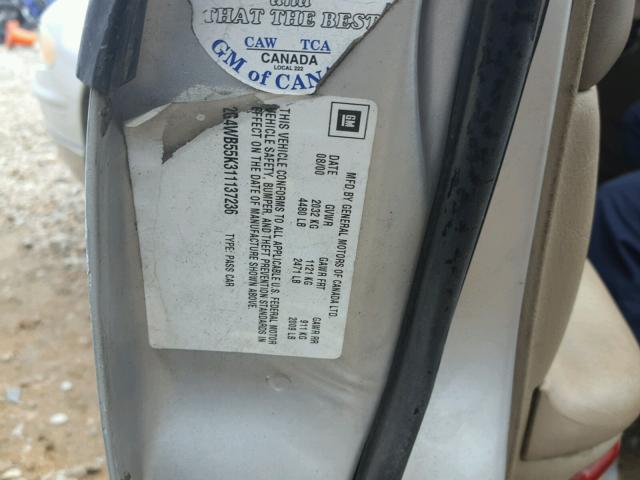 and
THAT THE BEST
CAW TCA
CANADA
LOCAL 222
GM of CAN
GM
MFD BY GENERAL MOTORS OF CANADA LTD.
DATE GVWR GAWR FRT GAWR RR
08/00 2032 KG 1121 KG 911 KG
4480 LB 2471 LB 2009 LB
THIS VEHICLE CONFORMS TO ALL APPLICABLE U.S. FEDERAL MOTOR
VEHICLE SAFETY, BUMPER, AND THEFT PREVENTION STANDARDS IN
EFFECT ON THE DATE OF MANUFACTURE SHOWN ABOVE.
2G4WB55K311137236 TYPE: PASS CAR